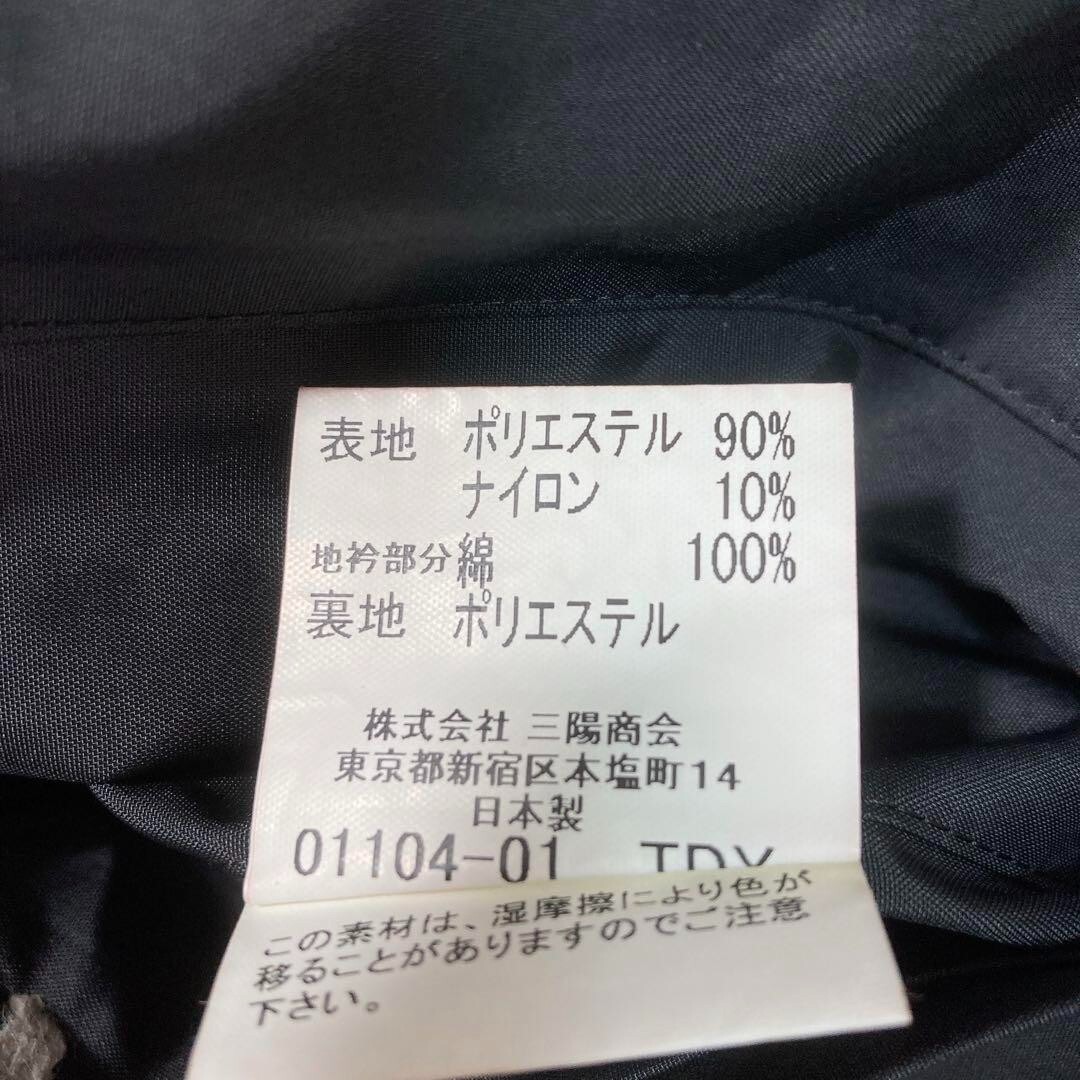 表地 ポリエステル 90%
ナイロン 10%
地衿部分 綿 100%
裏地 ポリエステル
株式会社 三陽商会
東京都新宿区本塩町14
日本製
01104-01
この素材は、湿摩擦により色が
移ることがありますのでご注意
下さい。